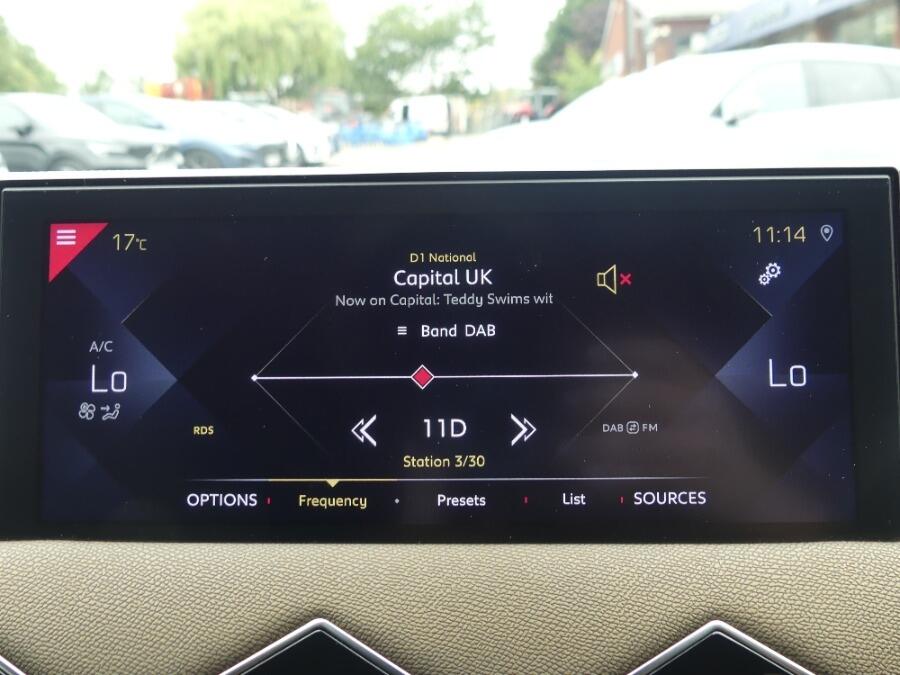 17°C
11:14
D1 National
Capital UK
Now on Capital: Teddy Swims wit
Band DAB
A/C
Lo
Lo
RDS
11D
DAB FM
Station 3/30
OPTIONS Frequency Presets List SOURCES